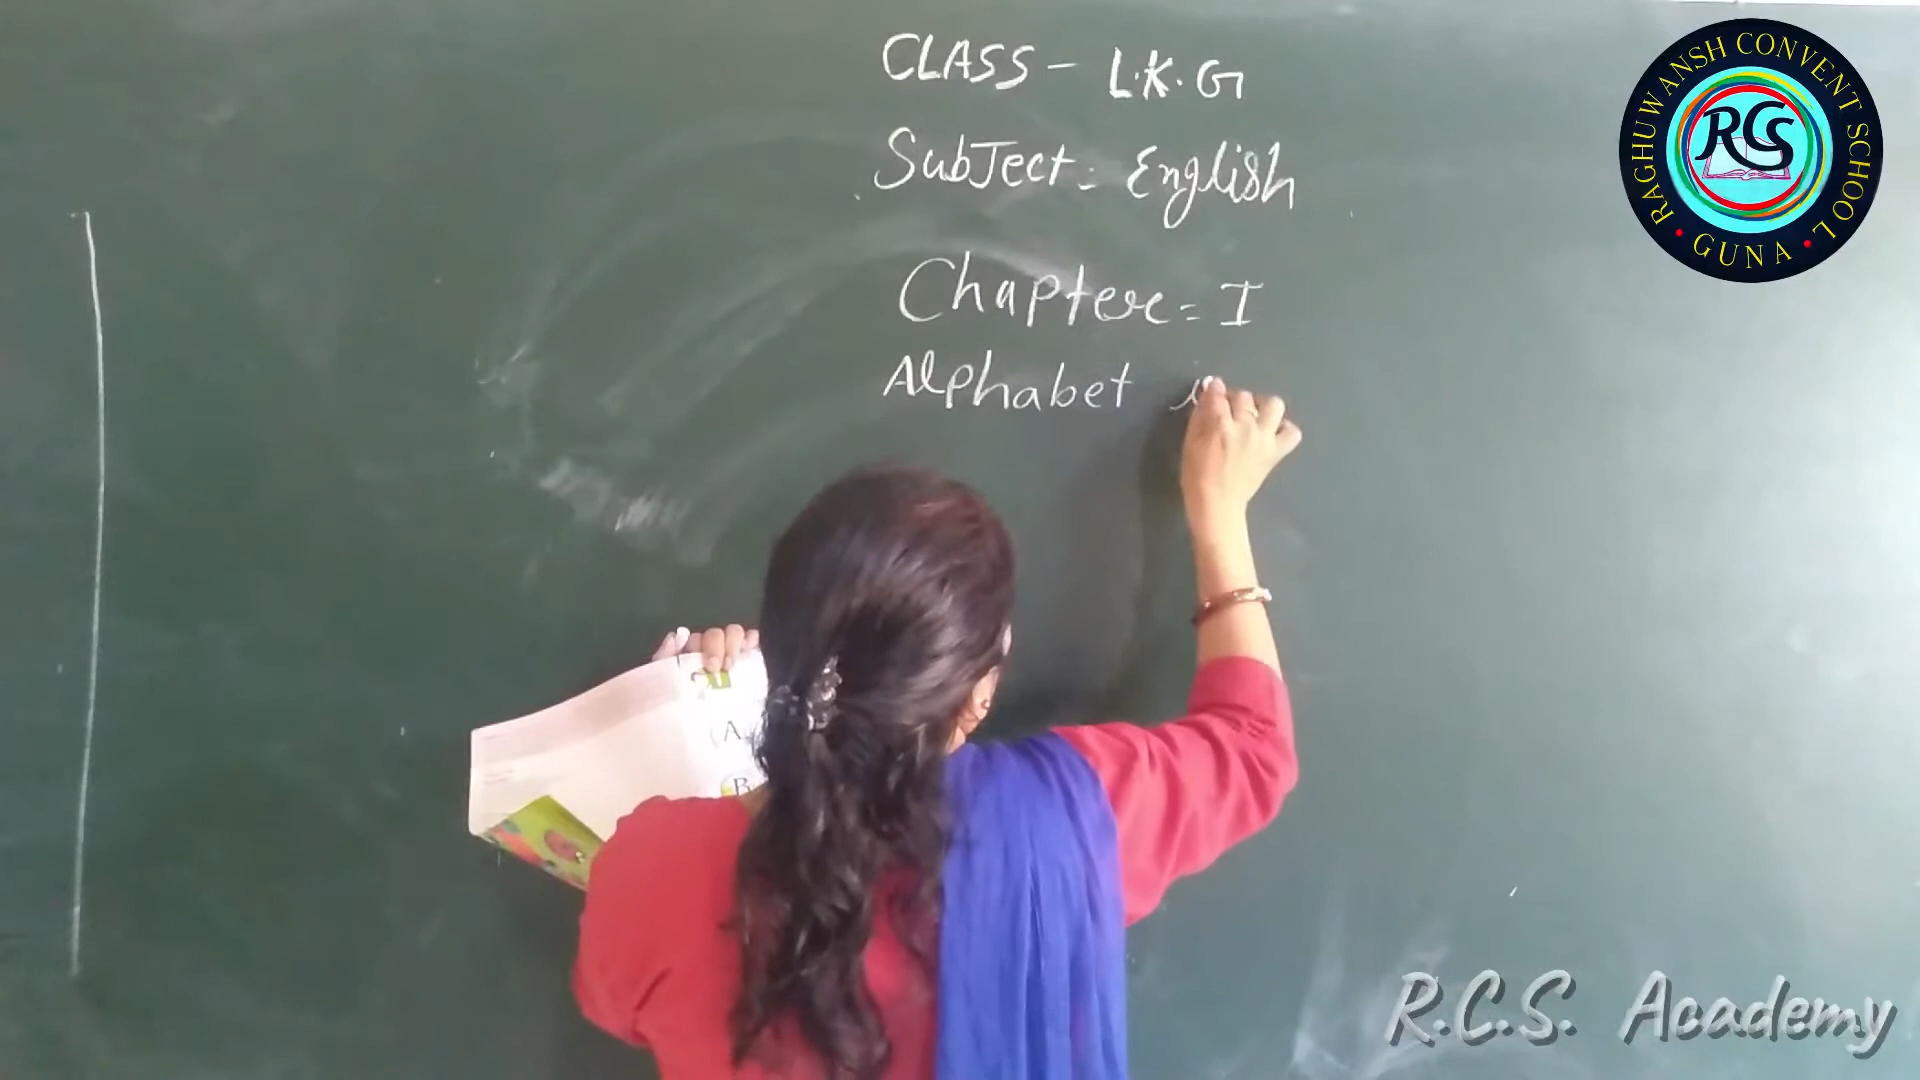 CLASS - L.K.G
Subject = English
Chapter = I
Alphabet
A
B
RAGHUWANSH CONVENT SCHOOL
• GUNA •
RCS
R.C.S. Academy